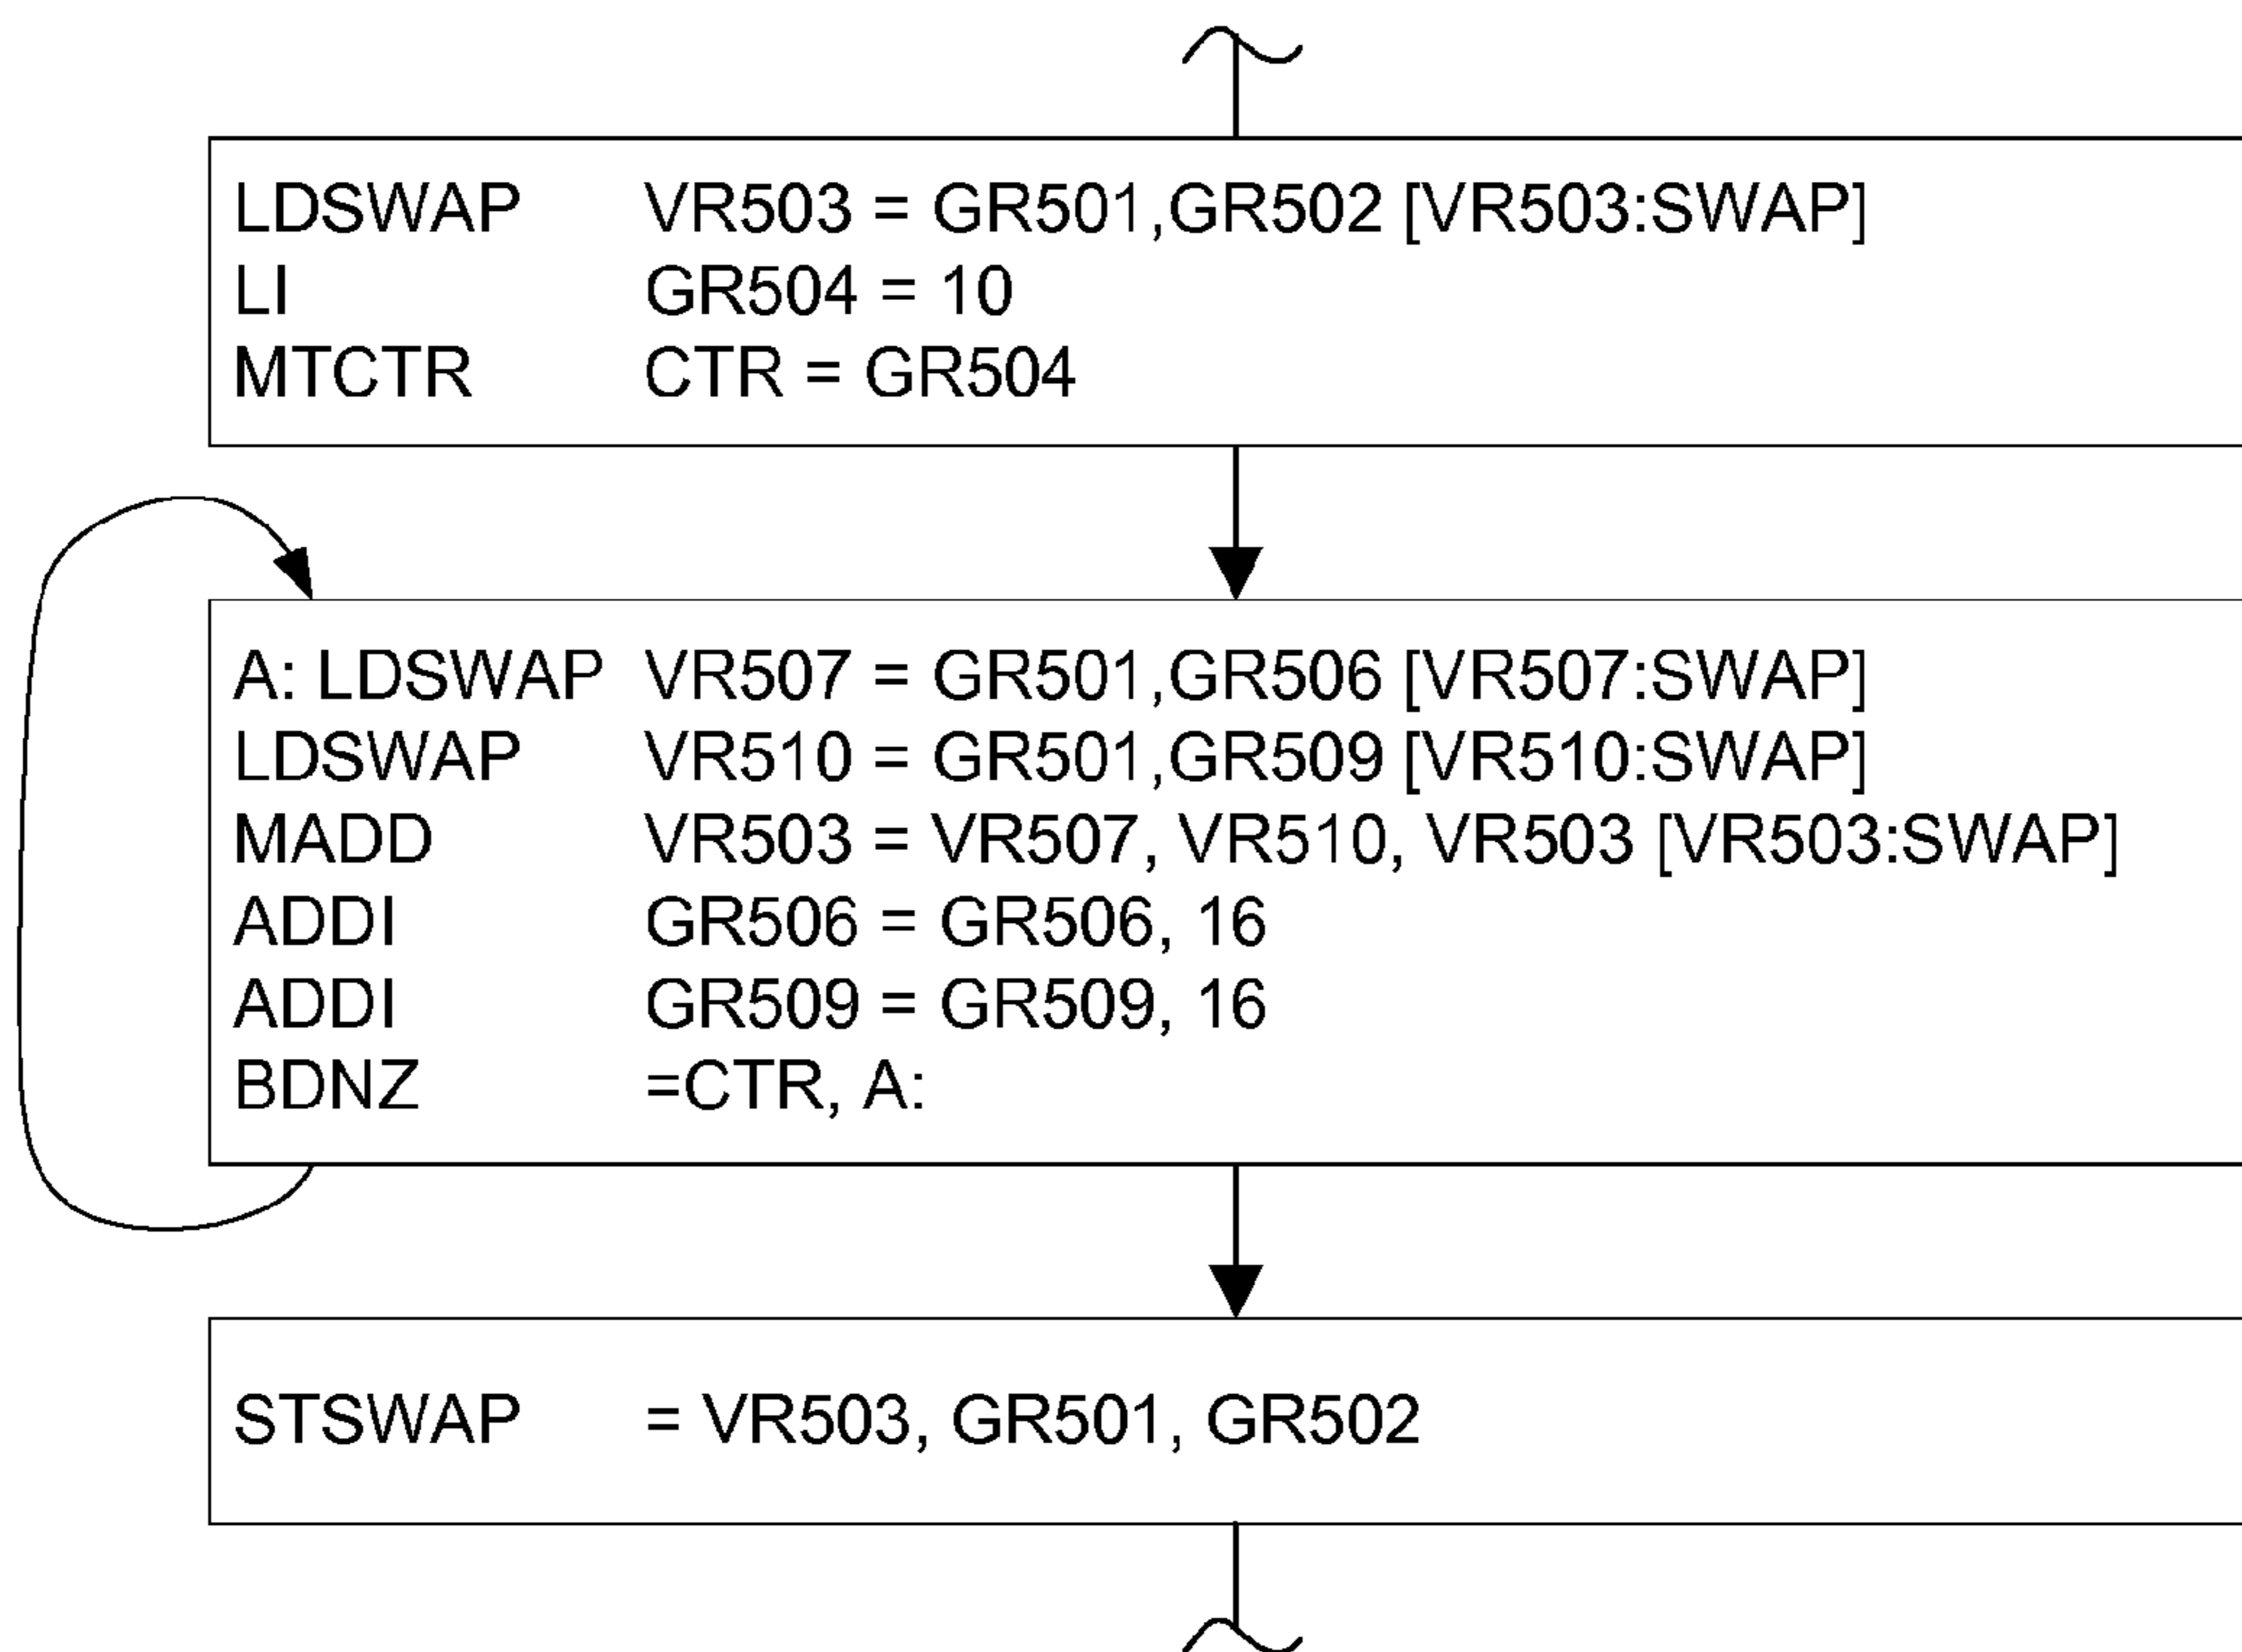 LDSWAP VR503 = GR501,GR502 [VR503:SWAP]
LI GR504 = 10
MTCTR CTR = GR504
A: LDSWAP VR507 = GR501,GR506 [VR507:SWAP]
LDSWAP VR510 = GR501,GR509 [VR510:SWAP]
MADD VR503 = VR507, VR510, VR503 [VR503:SWAP]
ADDI GR506 = GR506, 16
ADDI GR509 = GR509, 16
BDNZ =CTR, A:
STSWAP = VR503, GR501, GR502